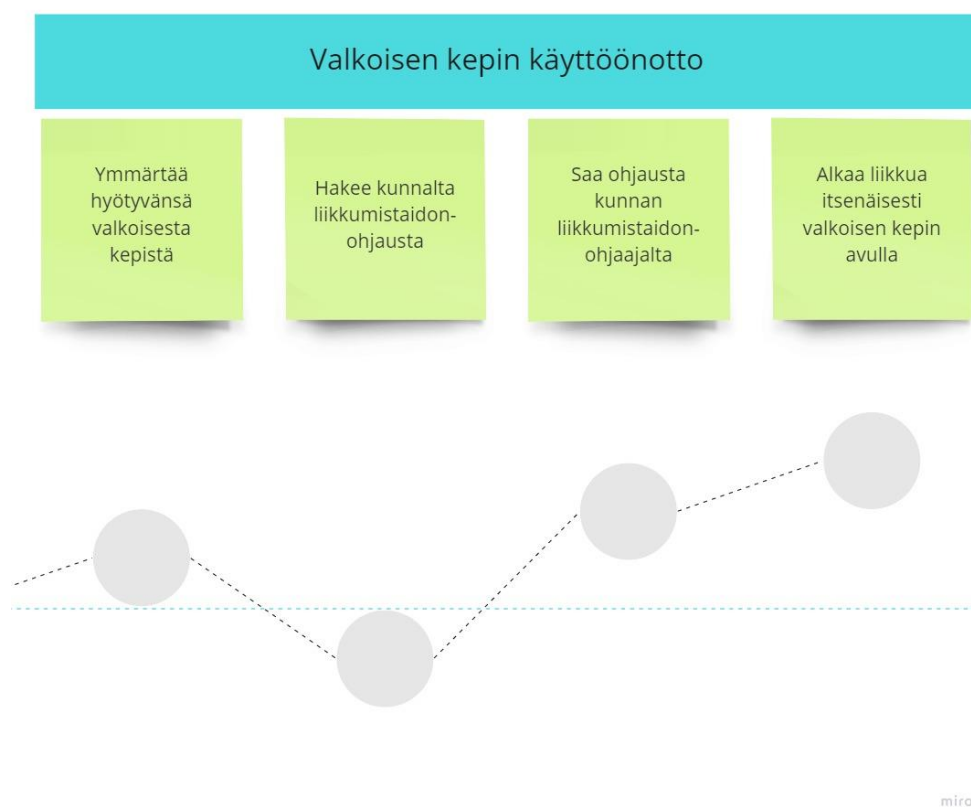 Valkoisen kepin käyttöönotto
Ymmärtää
hyötyvänsä
valkoisesta
kepistä
Hakee kunnalta
liikkumistaidon-
ohjausta
Saa ohjausta
kunnan
liikkumistaidon-
ohjaajalta
Alkaa liikkua
itsenäisesti
valkoisen kepin
avulla
miro